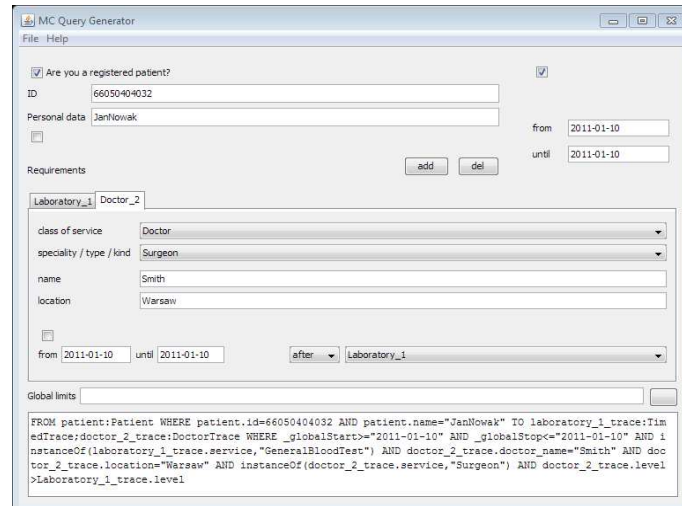 MC Query Generator
File Help
Are you a registered patient?
ID 66050404032
Personal data JanNowak
from 2011-01-10
until 2011-01-10
Requirements
add del
Laboratory_1 Doctor_2
class of service Doctor
speciality / type / kind Surgeon
name Smith
location Warsaw
from 2011-01-10 until 2011-01-10 after Laboratory_1
Global limits
FROM patient:Patient WHERE patient.id=66050404032 AND patient.name="JanNowak" TO laboratory_1_trace:Tim
edTrace;doctor_2_trace:DoctorTrace WHERE _globalStart>="2011-01-10" AND _globalStop<="2011-01-10" AND i
nstanceOf(laboratory_1_trace.service,"GeneralBloodTest") AND doctor_2_trace.doctor_name="Smith" AND doc
tor_2_trace.location="Warsaw" AND instanceOf(doctor_2_trace.service,"Surgeon") AND doctor_2_trace.level
>Laboratory_1_trace.level